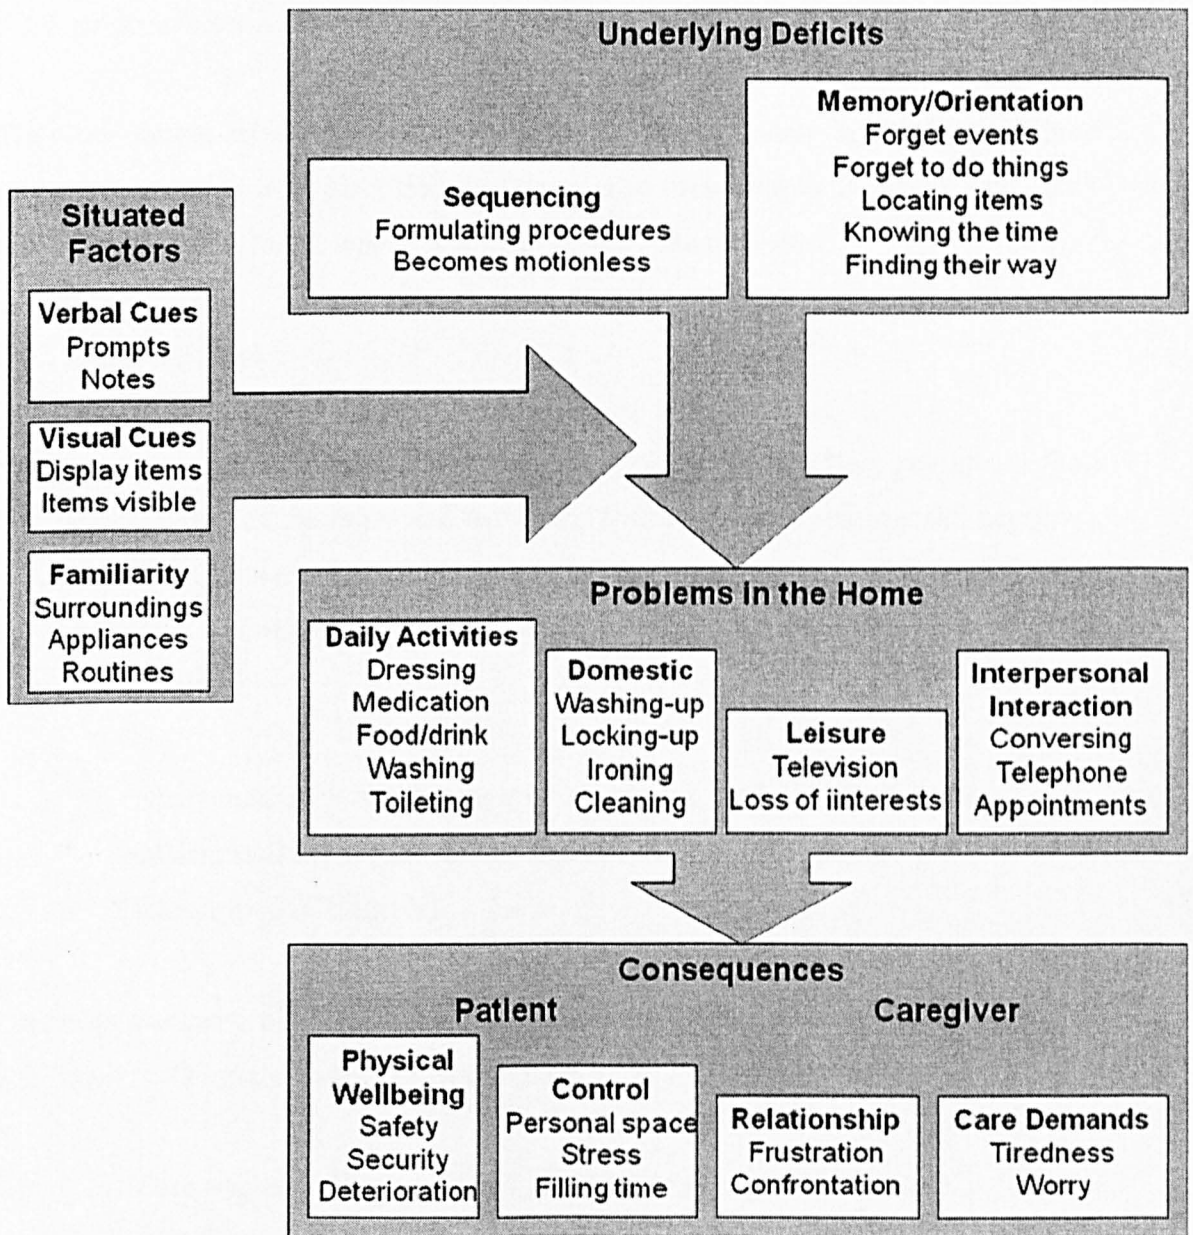 Underlying Deficits
Sequencing
Formulating procedures
Becomes motionless
Memory/Orientation
Forget events
Forget to do things
Locating items
Knowing the time
Finding their way
Situated
Factors
Verbal Cues
Prompts
Notes
Visual Cues
Display items
Items visible
Familiarity
Surroundings
Appliances
Routines
Problems In the Home
Daily Activities
Dressing
Medication
Food/drink
Washing
Toileting
Domestic
Washing-up
Locking-up
Ironing
Cleaning
Leisure
Television
Loss of iinterests
Interpersonal
Interaction
Conversing
Telephone
Appointments
Consequences
Patient
Caregiver
Physical
Wellbeing
Safety
Security
Deterioration
Control
Personal space
Stress
Filling time
Relationship
Frustration
Confrontation
Care Demands
Tiredness
Worry